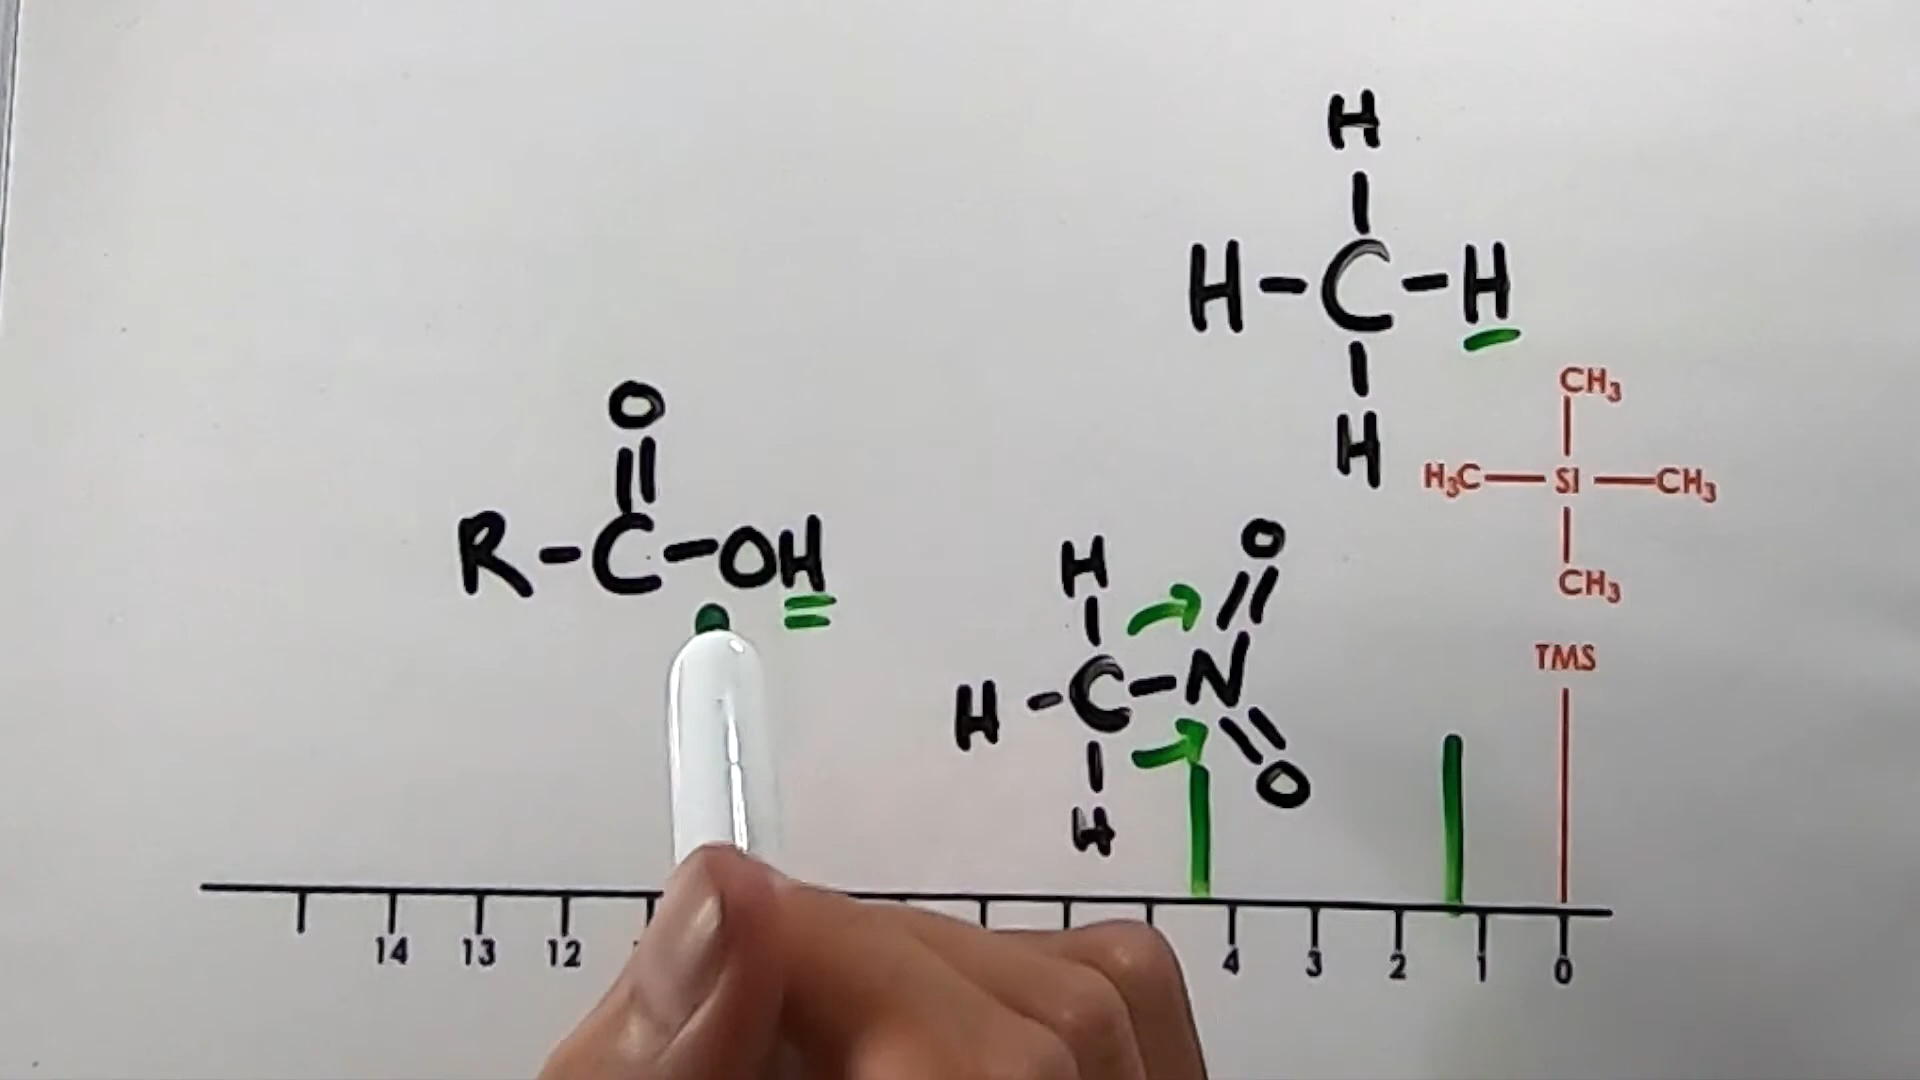 H
H-C-H
H
O
R-C-OH
CH3
H3C-SI-CH3
CH3
TMS
O
H
H-C-N
O
H
14 13 12 4 3 2 1 0